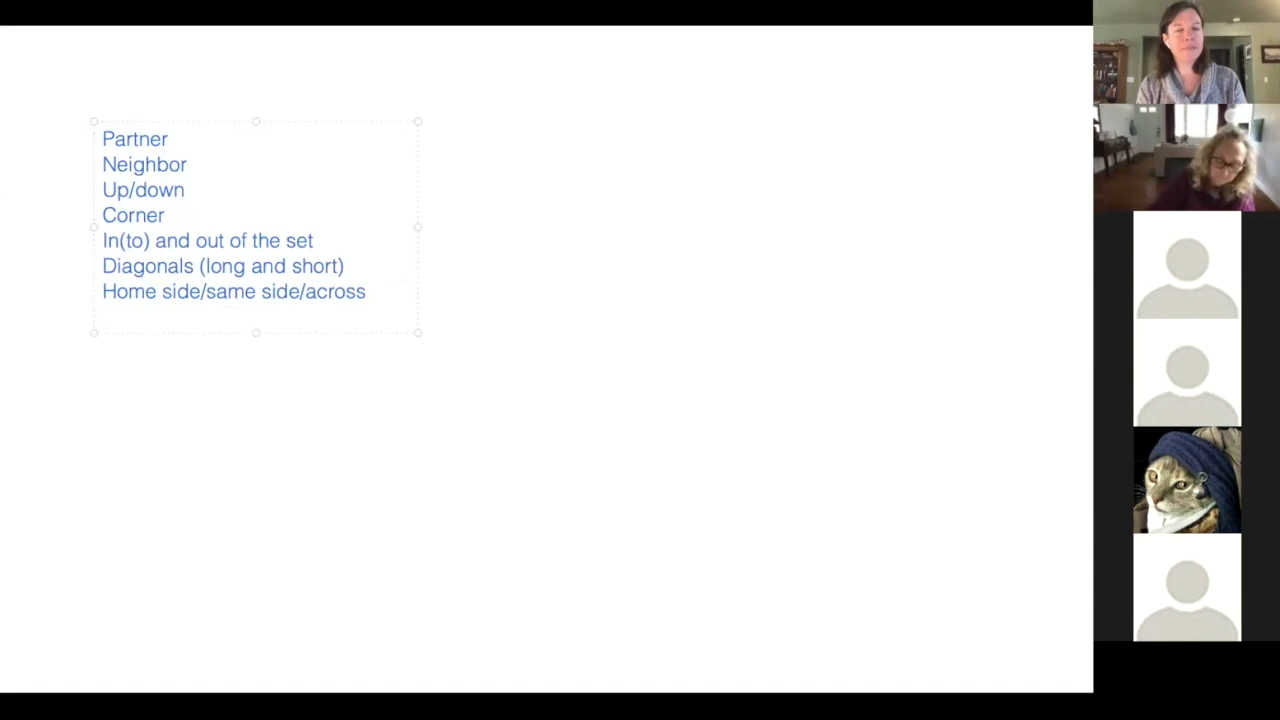 Partner
Neighbor
Up/down
Corner
In(to) and out of the set
Diagonals (long and short)
Home side/same side/across